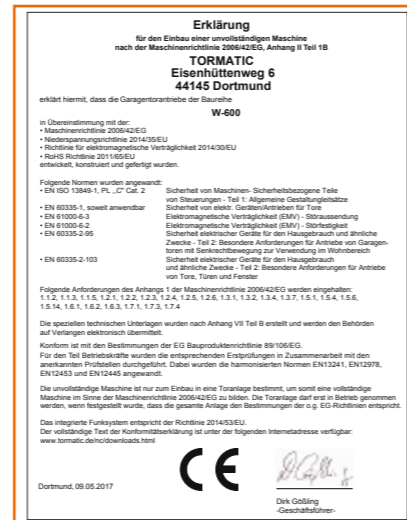 Erklärung
für den Einbau einer unvollständigen Maschine
nach der Maschinenrichtlinie 2006/42/EG, Anhang II Teil 1B
TORMATIC
Eisenhüttenweg 6
44145 Dortmund
erklärt hiermit, dass die Garagentorantriebe der Baureihe
W-600
in Übereinstimmung mit der:
• Maschinenrichtlinie 2006/42/EG
• Niederspannungsrichtlinie 2014/35/EU
• Richtlinie für elektromagnetische Verträglichkeit 2014/30/EU
• RoHS Richtlinie 2011/65/EU
entwickelt, konstruiert und gefertigt wurden.
Folgende Normen wurden angewandt:
• EN ISO 13849-1, PL „C“ Cat. 2 Sicherheit von Maschinen- Sicherheitsbezogene Teile
von Steuerungen - Teil 1: Allgemeine Gestaltungleitsätze
• EN 60335-1, soweit anwendbar Sicherheit von elektr. Geräten/Antrieben für Tore
• EN 61000-6-3 Elektromagnetische Verträglichkeit (EMV) - Störaussendung
• EN 61000-6-2 Elektromagnetische Verträglichkeit (EMV) - Störfestigkeit
• EN 60335-2-95 Sicherheit elektrischer Geräte für den Hausgebrauch und ähnliche
Zwecke - Teil 2: Besondere Anforderungen für Antriebe von Garagen-
toren mit Senkrechtbewegung zur Verwendung im Wohnbereich
• EN 60335-2-103 Sicherheit elektrischer Geräte für den Hausgebrauch
und ähnliche Zwecke - Teil 2: Besondere Anforderungen für Antriebe
von Tore, Türen und Fenster
Folgende Anforderungen des Anhangs 1 der Maschinenrichtlinie 2006/42/EG werden eingehalten:
1.1.2, 1.1.3, 1.1.5, 1.2.1, 1.2.2, 1.2.3, 1.2.4, 1.2.5, 1.2.6, 1.3.1, 1.3.2, 1.3.4, 1.3.7, 1.5.1, 1.5.4, 1.5.6,
1.5.14, 1.6.1, 1.6.2, 1.6.3, 1.7.1, 1.7.3, 1.7.4
Die speziellen technischen Unterlagen wurden nach Anhang VII Teil B erstellt und werden den Behörden
auf Verlangen elektronisch übermittelt.
Konform ist mit den Bestimmungen der EG Bauproduktenrichtlinie 89/106/EG.
Für den Teil Betriebskräfte wurden die entsprechenden Erstprüfungen in Zusammenarbeit mit den
anerkannten Prüfstellen durchgeführt. Dabei wurden die harmonisierten Normen EN13241, EN12978,
EN12453 und EN12445 angewandt.
Die unvollständige Maschine ist nur zum Einbau in eine Toranlage bestimmt, um somit eine vollständige
Maschine im Sinne der Maschinenrichtlinie 2006/42/EG zu bilden. Die Toranlage darf erst in Betrieb genommen
werden, wenn festgestellt wurde, dass die gesamte Anlage den Bestimmungen der o.g. EG-Richtlinien entspricht.
Das integrierte Funksystem entspricht der Richtlinie 2014/53/EU.
Der vollständige Text der Konformitätserklärung ist unter der folgenden Internetadresse verfügbar:
www.tormatic.de/nc/downloads.html
CE
Dortmund, 09.05.2017
Dirk Gößling
-Geschäftsführer-